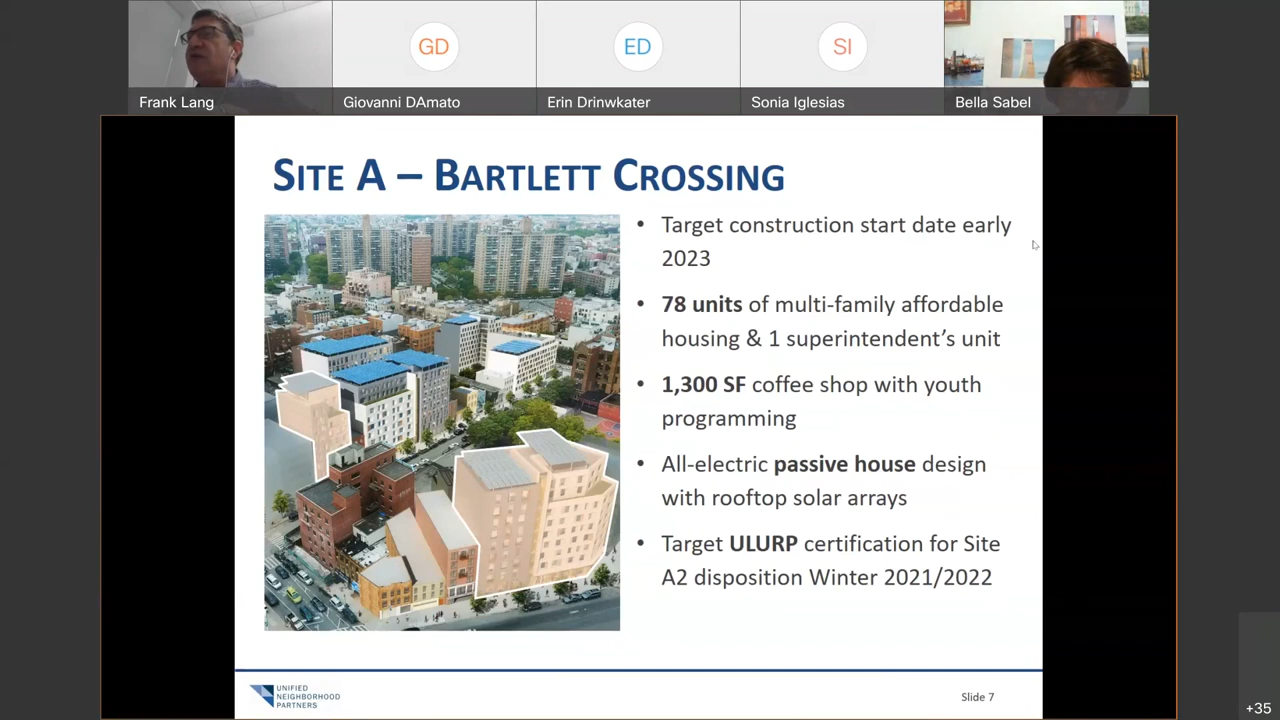 GD
ED
SI
Frank Lang
Giovanni DAmato
Erin Drinwkater
Sonia Iglesias
Bella Sabel
SITE A – BARTLETT CROSSING
• Target construction start date early
2023
• 78 units of multi-family affordable
housing & 1 superintendent’s unit
• 1,300 SF coffee shop with youth
programming
• All-electric passive house design
with rooftop solar arrays
• Target ULURP certification for Site
A2 disposition Winter 2021/2022
UNIFIED
NEIGHBORHOOD
PARTNERS
Slide 7
+35